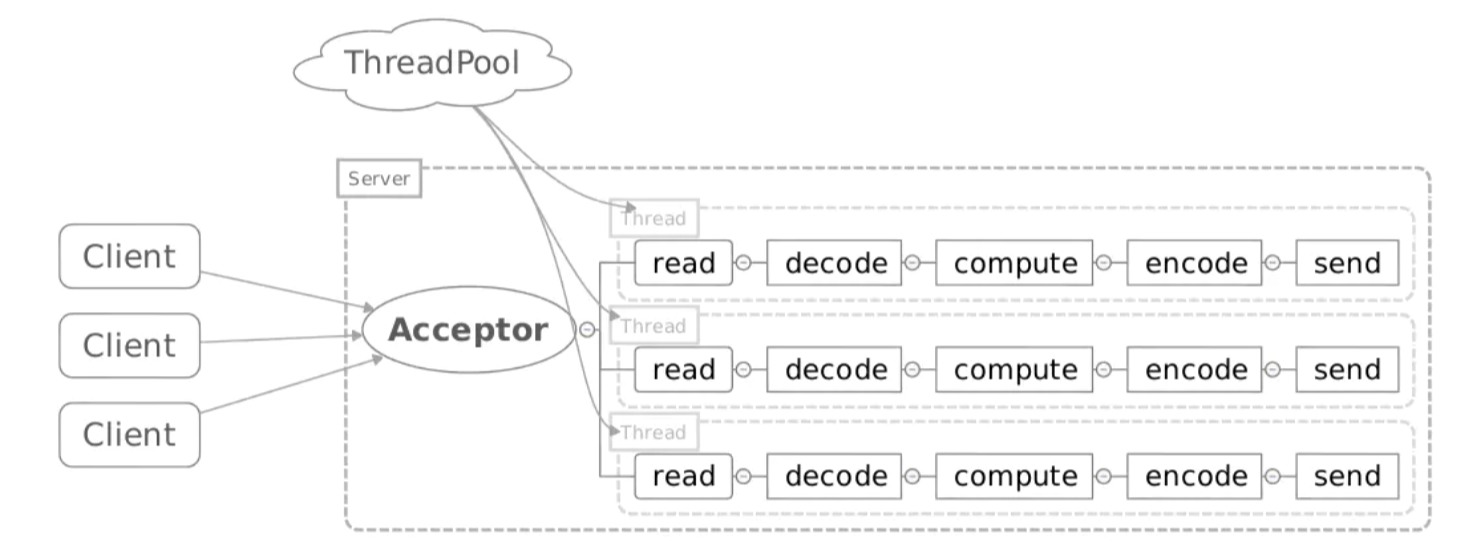 ThreadPool
Server
Client
Client
Client
Acceptor
Thread
read decode compute encode send
Thread
read decode compute encode send
Thread
read decode compute encode send